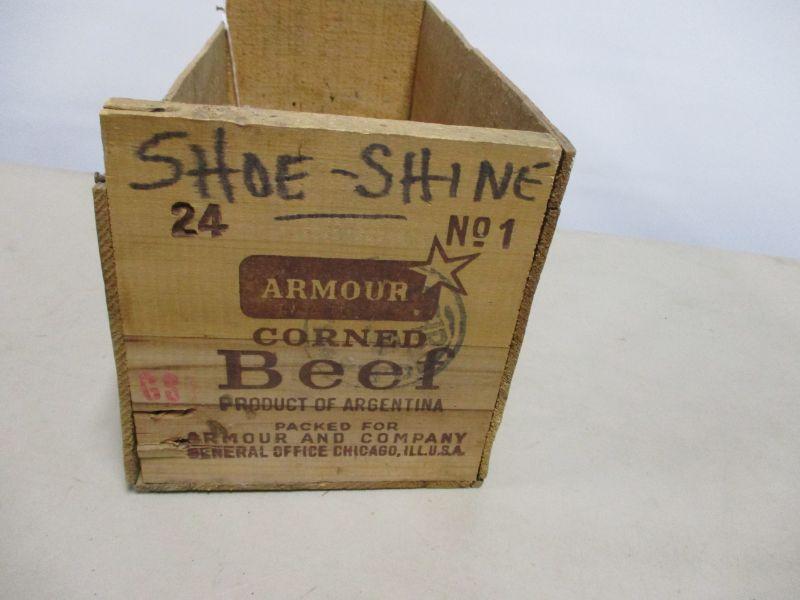 SHOE-SHINE
24 Nº1
ARMOUR
CORNED
Beef
68
PRODUCT OF ARGENTINA
PACKED FOR
ARMOUR AND COMPANY
GENERAL OFFICE CHICAGO, ILL.U.S.A.